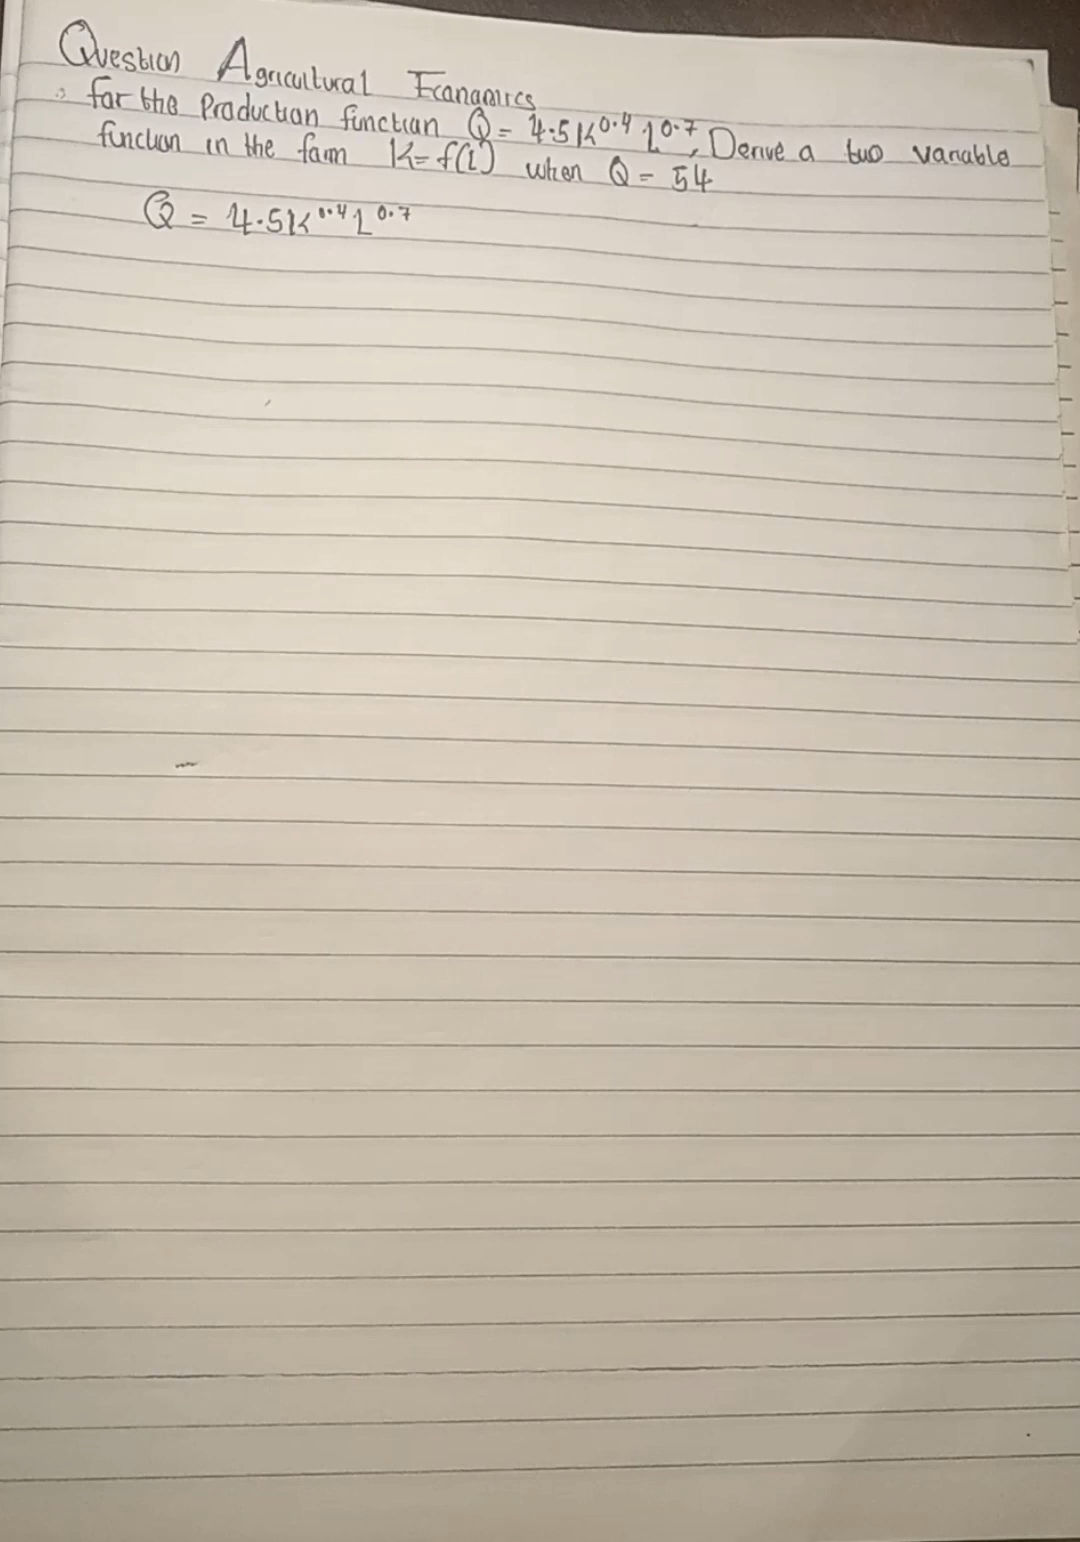 Question Agricultural Economics
for the Production function Q = 4.5K^0.4 L^0.7, Derive a two variable
function in the form K = f(L) when Q = 54
Q = 4.5K^0.4 L^0.7